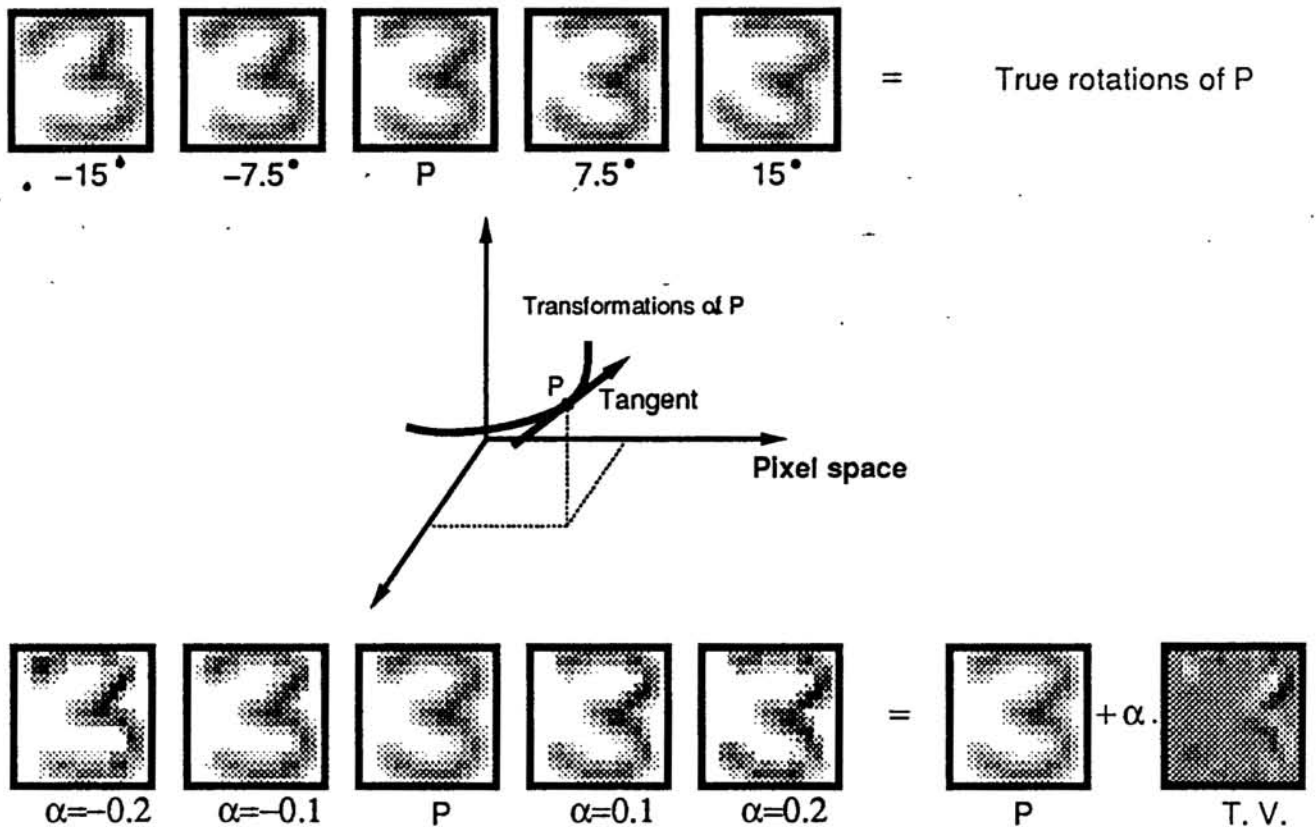 = True rotations of P
−15° −7.5° P 7.5° 15°
Transformations of P
P
Tangent
Pixel space
= +α.
α=−0.2 α=−0.1 P α=0.1 α=0.2 P T. V.